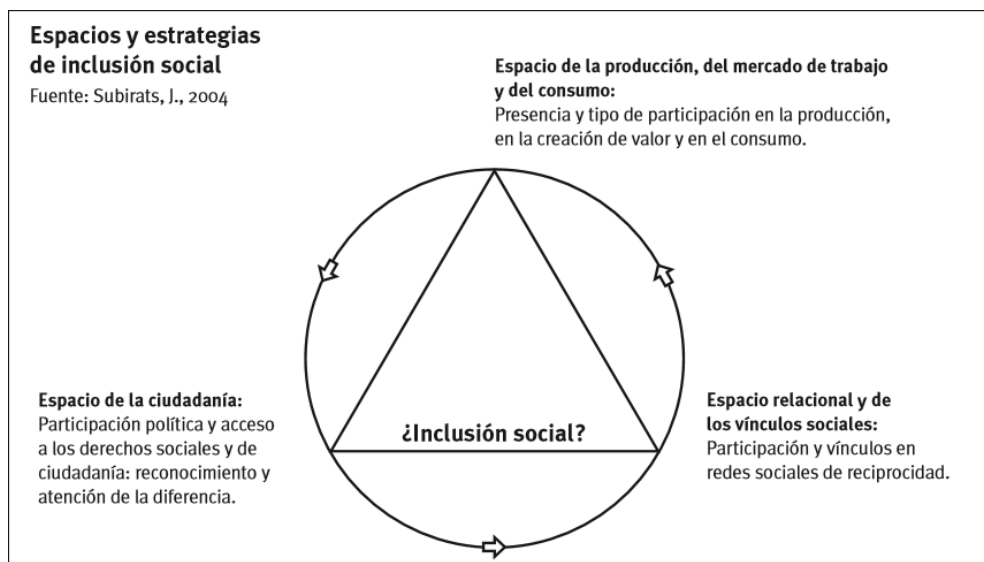 Espacios y estrategias
de inclusión social
Fuente: Subirats, J., 2004
Espacio de la producción, del mercado de trabajo
y del consumo:
Presencia y tipo de participación en la producción,
en la creación de valor y en el consumo.
Espacio de la ciudadanía:
Participación política y acceso
a los derechos sociales y de
ciudadanía: reconocimiento y
atención de la diferencia.
¿Inclusión social?
Espacio relacional y de
los vínculos sociales:
Participación y vínculos en
redes sociales de reciprocidad.